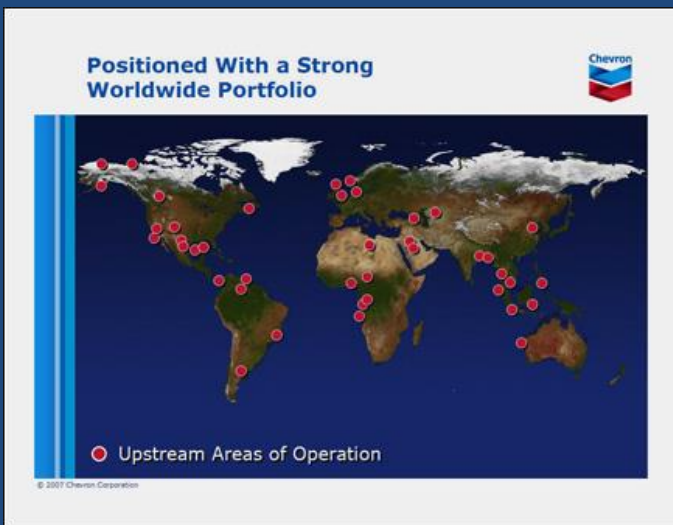 Positioned With a Strong
Worldwide Portfolio
Chevron
Upstream Areas of Operation
© 2007 Chevron Corporation